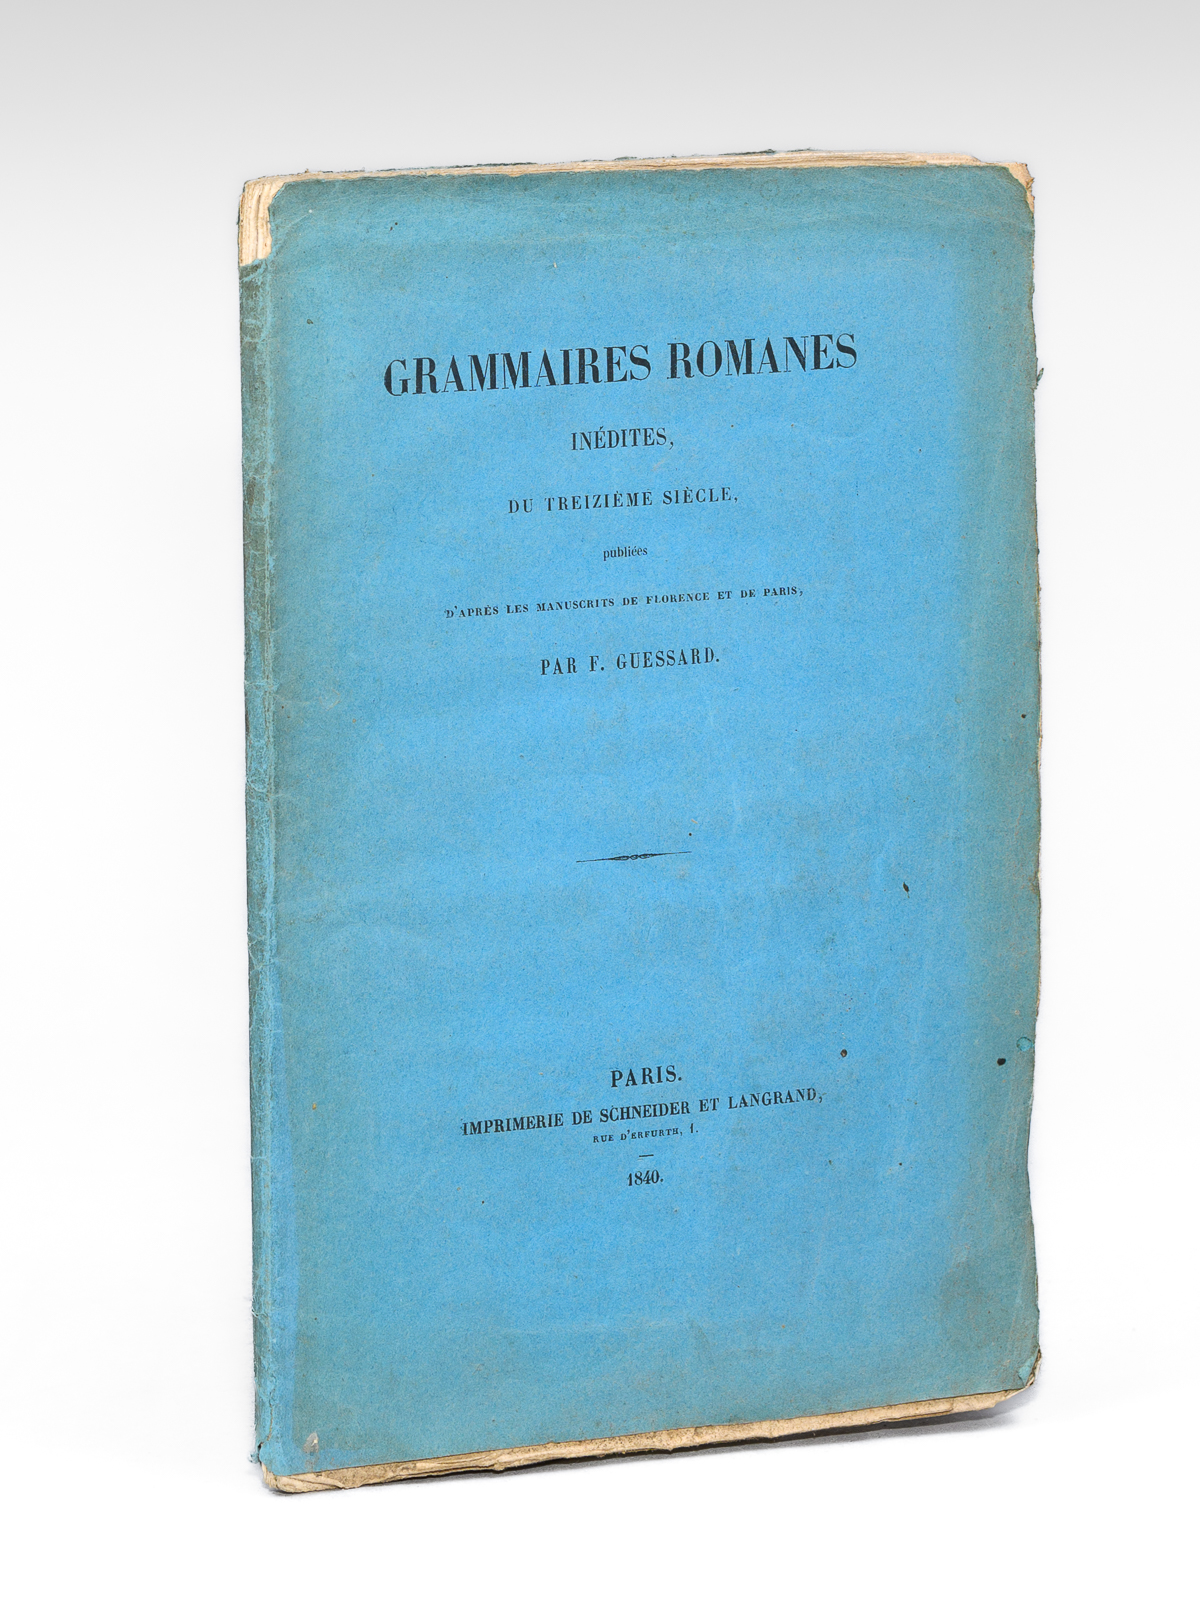 GRAMMAIRES ROMANES
INÉDITES,
DU TREIZIÈME SIÈCLE,
publiées
D'APRÈS LES MANUSCRITS DE FLORENCE ET DE PARIS,
PAR F. GUESSARD.
PARIS.
IMPRIMERIE DE SCHNEIDER ET LANGRAND,
RUE D'ERFURTH, 1.
1840.